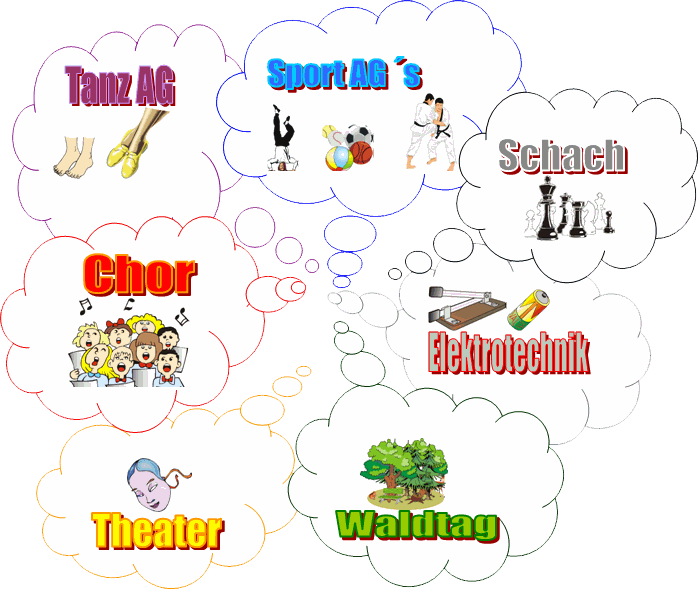 Tanz AG
Sport AG ´s
Schach
Chor
Elektrotechnik
Theater
Waldtag